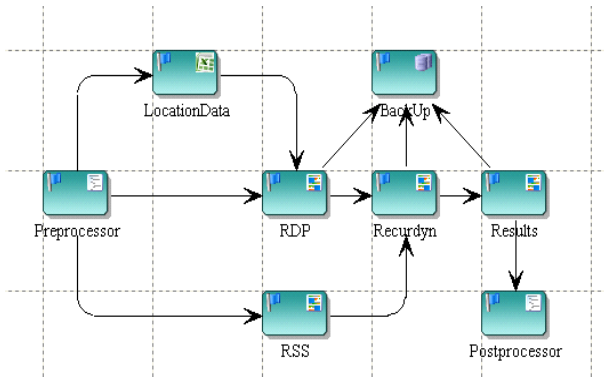 LocationData
BackUp
Preprocessor
RDP
Recurdyn
Results
RSS
Postprocessor